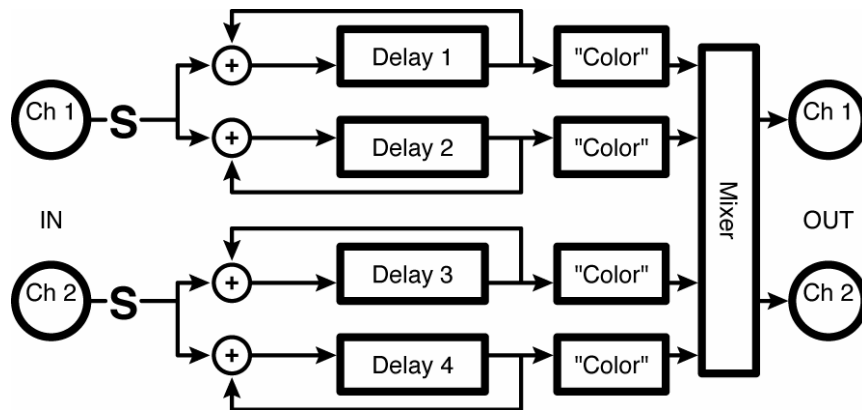 Ch 1
S
+
Delay 1
"Color"
+
Delay 2
"Color"
Mixer
Ch 1
IN
OUT
Ch 2
S
+
Delay 3
"Color"
+
Delay 4
"Color"
Ch 2